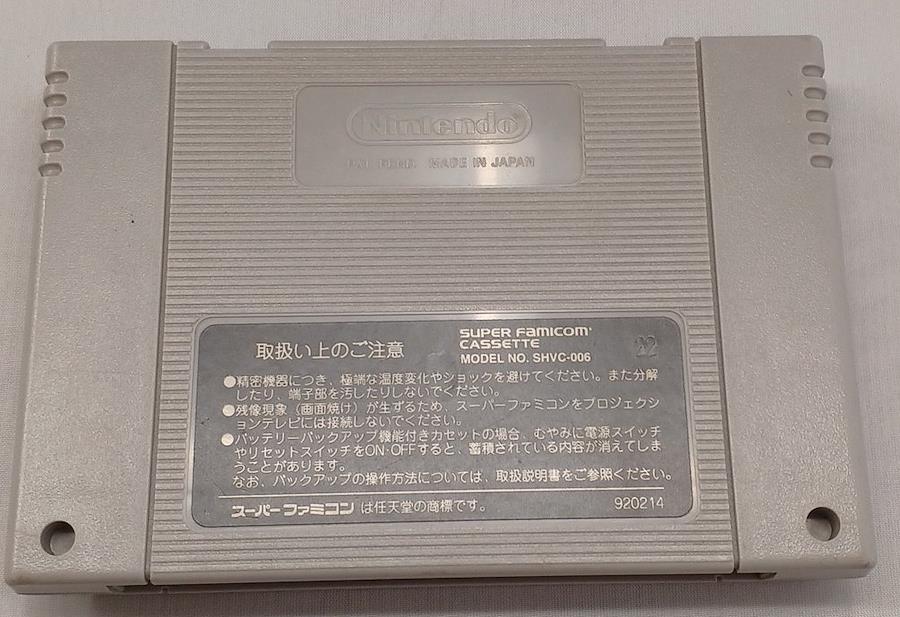 Nintendo
PAT. PEND. MADE IN JAPAN
取扱い上のご注意
SUPER FAMICOM
CASSETTE
MODEL NO. SHVC-006
22
●精密機器につき、極端な温度変化やショックを避けてください。また分解
したり、端子部を汚したりしないでください。
●残像現象（画面焼け）が生ずるため、スーパーファミコンをプロジェクシ
ョンテレビには接続しないでください。
●バッテリーバックアップ機能付きカセットの場合、むやみに電源スイッチ
やリセットスイッチをON・OFFすると、蓄積されている内容が消えてしま
うことがあります。
なお、バックアップの操作方法については、取扱説明書をご参照ください。
スーパーファミコンは任天堂の商標です。
920214